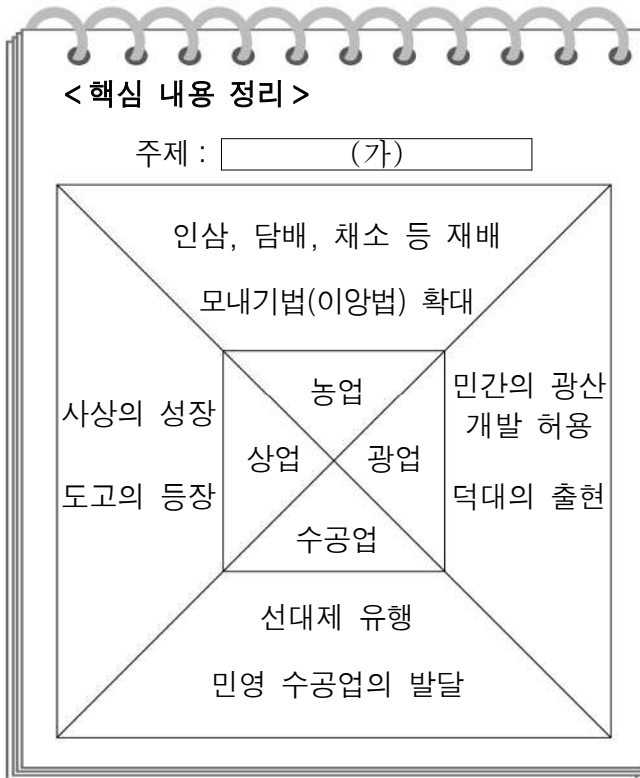 <핵심 내용 정리>
주제 : (가)
인삼, 담배, 채소 등 재배
모내기법(이앙법) 확대
농업
사상의 성장
도고의 등장
상업
광업
민간의 광산
개발 허용
덕대의 출현
수공업
선대제 유행
민영 수공업의 발달